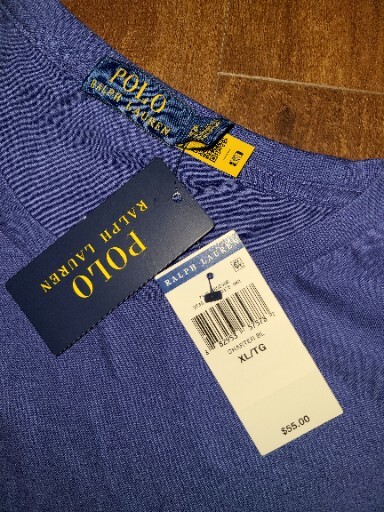 POLO
RALPH LAUREN
POLO
RALPH LAUREN
RALPH LAUREN
CHARTER BL
XL/TG
$55.00